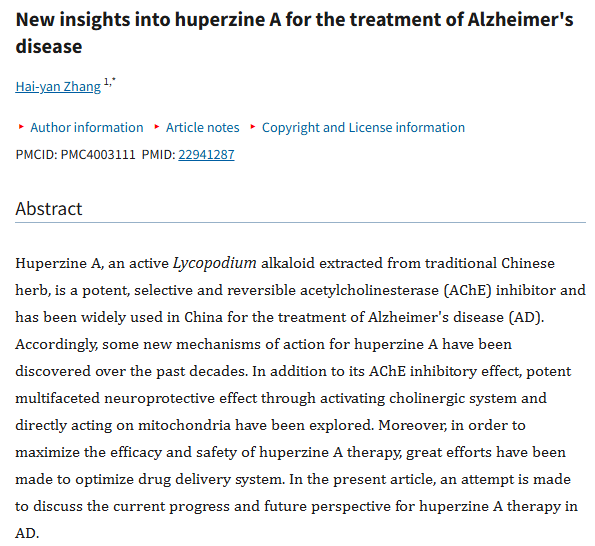 New insights into huperzine A for the treatment of Alzheimer's
disease
Hai-yan Zhang 1,*
▸ Author information ▸ Article notes ▸ Copyright and License information
PMCID: PMC4003111 PMID: 22941287
Abstract
Huperzine A, an active Lycopodium alkaloid extracted from traditional Chinese
herb, is a potent, selective and reversible acetylcholinesterase (AChE) inhibitor and
has been widely used in China for the treatment of Alzheimer's disease (AD).
Accordingly, some new mechanisms of action for huperzine A have been
discovered over the past decades. In addition to its AChE inhibitory effect, potent
multifaceted neuroprotective effect through activating cholinergic system and
directly acting on mitochondria have been explored. Moreover, in order to
maximize the efficacy and safety of huperzine A therapy, great efforts have been
made to optimize drug delivery system. In the present article, an attempt is made
to discuss the current progress and future perspective for huperzine A therapy in
AD.